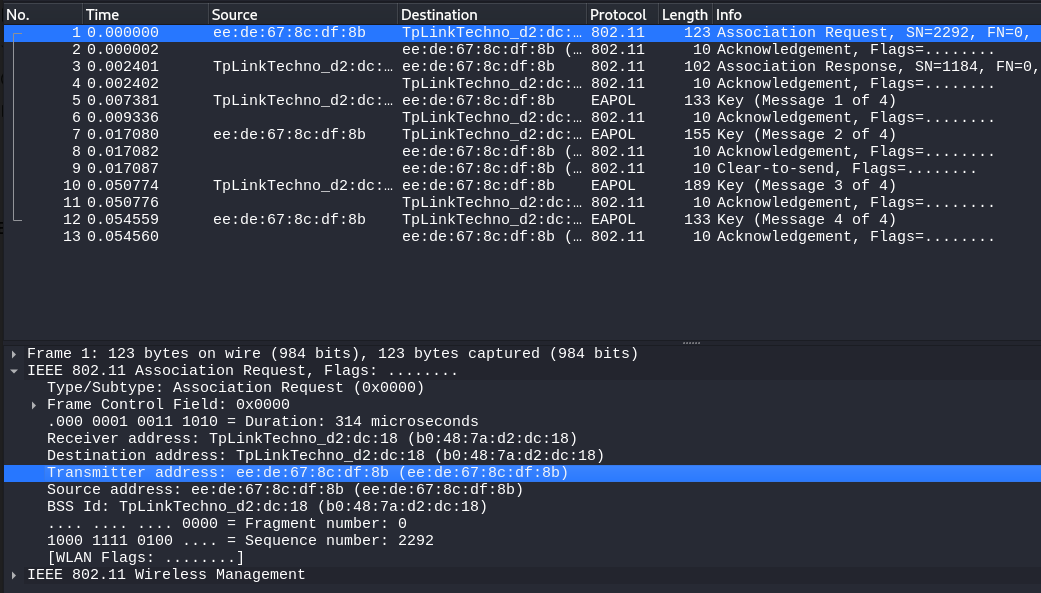 No. Time Source Destination Protocol Length Info
1 0.000000 ee:de:67:8c:df:8b TpLinkTechno_d2:dc:… 802.11 123 Association Request, SN=2292, FN=0,
2 0.000002 ee:de:67:8c:df:8b (… 802.11 10 Acknowledgement, Flags=........
3 0.002401 TpLinkTechno_d2:dc:… ee:de:67:8c:df:8b 802.11 102 Association Response, SN=1184, FN=0,
4 0.002402 TpLinkTechno_d2:dc:… 802.11 10 Acknowledgement, Flags=........
5 0.007381 TpLinkTechno_d2:dc:… ee:de:67:8c:df:8b EAPOL 133 Key (Message 1 of 4)
6 0.009336 TpLinkTechno_d2:dc:… 802.11 10 Acknowledgement, Flags=........
7 0.017080 ee:de:67:8c:df:8b TpLinkTechno_d2:dc:… EAPOL 155 Key (Message 2 of 4)
8 0.017082 ee:de:67:8c:df:8b (… 802.11 10 Acknowledgement, Flags=........
9 0.017087 ee:de:67:8c:df:8b (… 802.11 10 Clear-to-send, Flags=........
10 0.050774 TpLinkTechno_d2:dc:… ee:de:67:8c:df:8b EAPOL 189 Key (Message 3 of 4)
11 0.050776 TpLinkTechno_d2:dc:… 802.11 10 Acknowledgement, Flags=........
12 0.054559 ee:de:67:8c:df:8b TpLinkTechno_d2:dc:… EAPOL 133 Key (Message 4 of 4)
13 0.054560 ee:de:67:8c:df:8b (… 802.11 10 Acknowledgement, Flags=........
Frame 1: 123 bytes on wire (984 bits), 123 bytes captured (984 bits)
IEEE 802.11 Association Request, Flags: ........
Type/Subtype: Association Request (0x0000)
Frame Control Field: 0x0000
.000 0001 0011 1010 = Duration: 314 microseconds
Receiver address: TpLinkTechno_d2:dc:18 (b0:48:7a:d2:dc:18)
Destination address: TpLinkTechno_d2:dc:18 (b0:48:7a:d2:dc:18)
Transmitter address: ee:de:67:8c:df:8b (ee:de:67:8c:df:8b)
Source address: ee:de:67:8c:df:8b (ee:de:67:8c:df:8b)
BSS Id: TpLinkTechno_d2:dc:18 (b0:48:7a:d2:dc:18)
.... .... .... 0000 = Fragment number: 0
1000 1111 0100 .... = Sequence number: 2292
[WLAN Flags: ........]
IEEE 802.11 Wireless Management